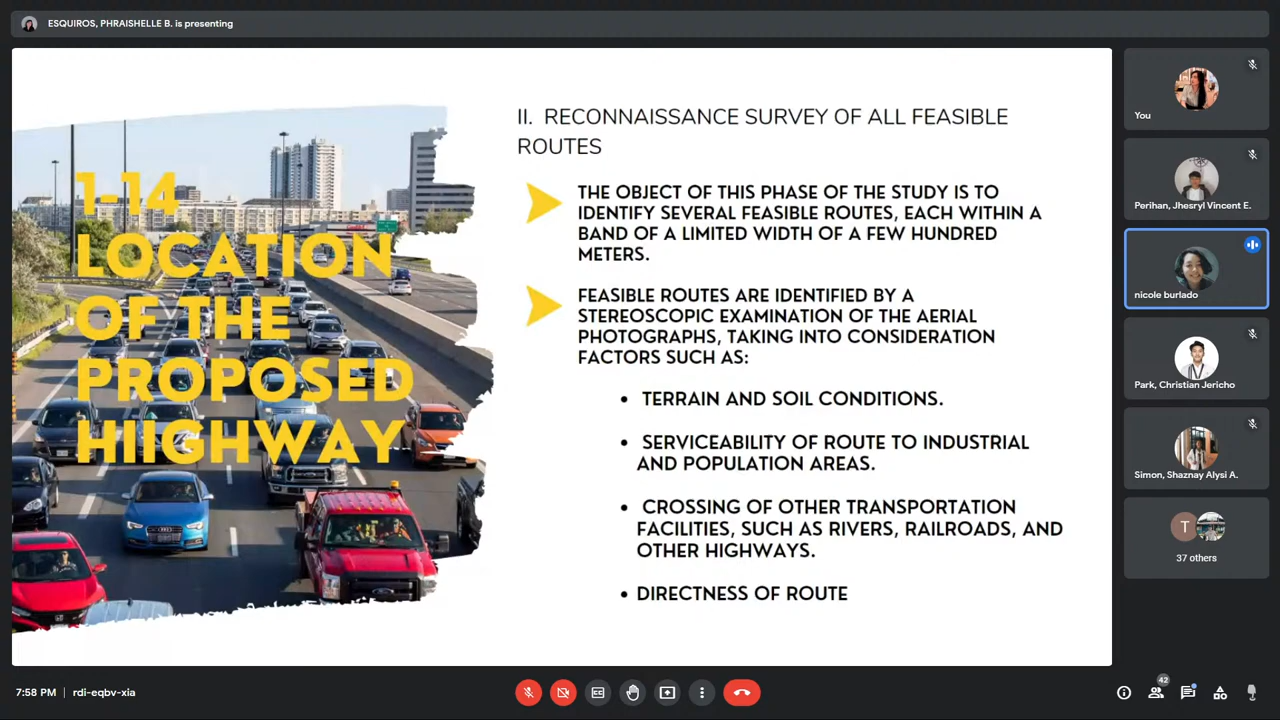 ESQUIROS, PHRAISHELLE B. is presenting
1-14
LOCATION
OF THE
PROPOSED
HIIGHWAY
II. RECONNAISSANCE SURVEY OF ALL FEASIBLE
ROUTES
THE OBJECT OF THIS PHASE OF THE STUDY IS TO
IDENTIFY SEVERAL FEASIBLE ROUTES, EACH WITHIN A
BAND OF A LIMITED WIDTH OF A FEW HUNDRED
METERS.
FEASIBLE ROUTES ARE IDENTIFIED BY A
STEREOSCOPIC EXAMINATION OF THE AERIAL
PHOTOGRAPHS, TAKING INTO CONSIDERATION
FACTORS SUCH AS:
• TERRAIN AND SOIL CONDITIONS.
• SERVICEABILITY OF ROUTE TO INDUSTRIAL
AND POPULATION AREAS.
• CROSSING OF OTHER TRANSPORTATION
FACILITIES, SUCH AS RIVERS, RAILROADS, AND
OTHER HIGHWAYS.
• DIRECTNESS OF ROUTE
You
Perihan, Jhesryl Vincent E.
nicole burlado
Park, Christian Jericho
Simon, Shaznay Alysi A.
T
37 others
7:58 PM | rdi-eqbv-xia
42